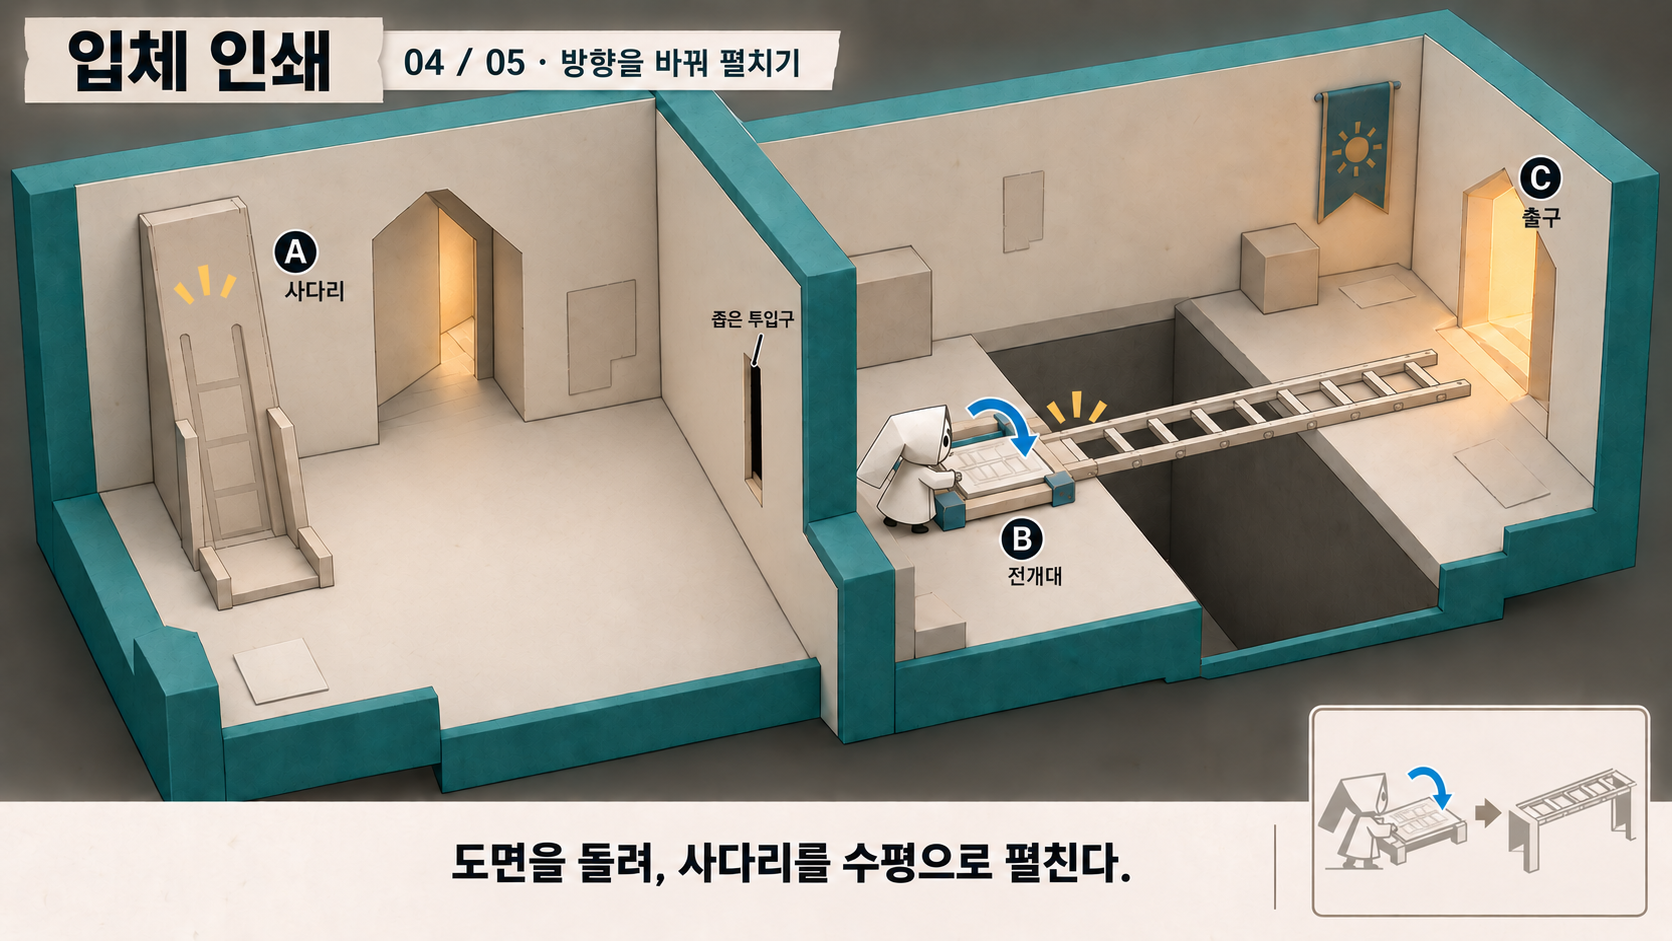 입체 인쇄
04 / 05 · 방향을 바꿔 펼치기
A
사다리
좁은 투입구
B
전개대
C
출구
도면을 돌려, 사다리를 수평으로 펼친다.